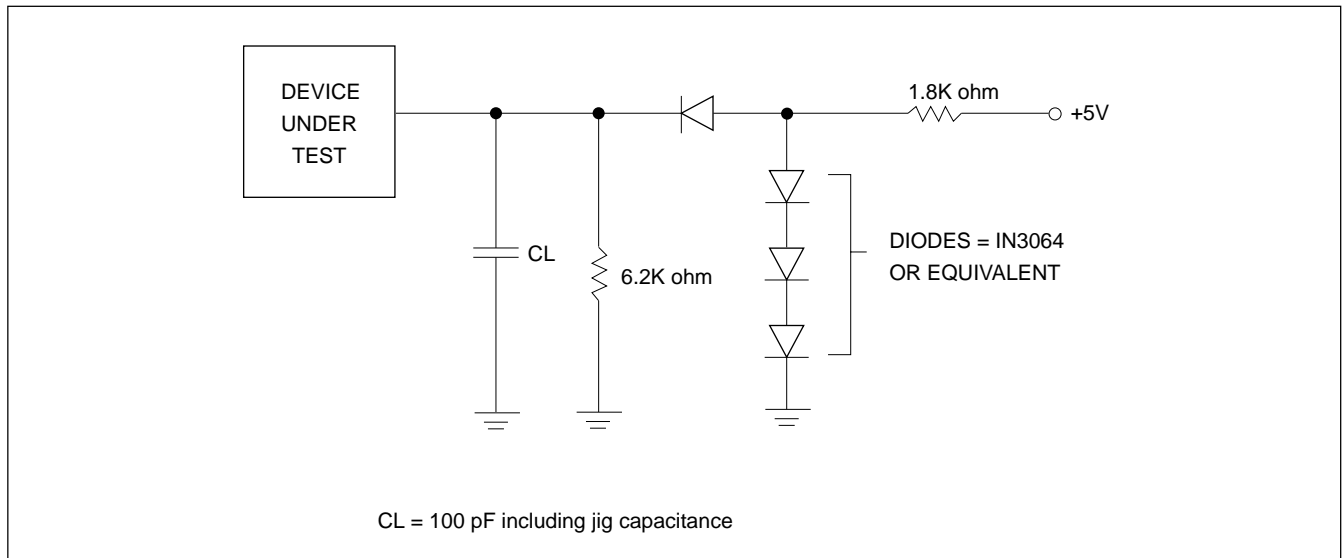 DEVICE
UNDER
TEST
1.8K ohm
+5V
CL
6.2K ohm
DIODES = IN3064
OR EQUIVALENT
CL = 100 pF including jig capacitance